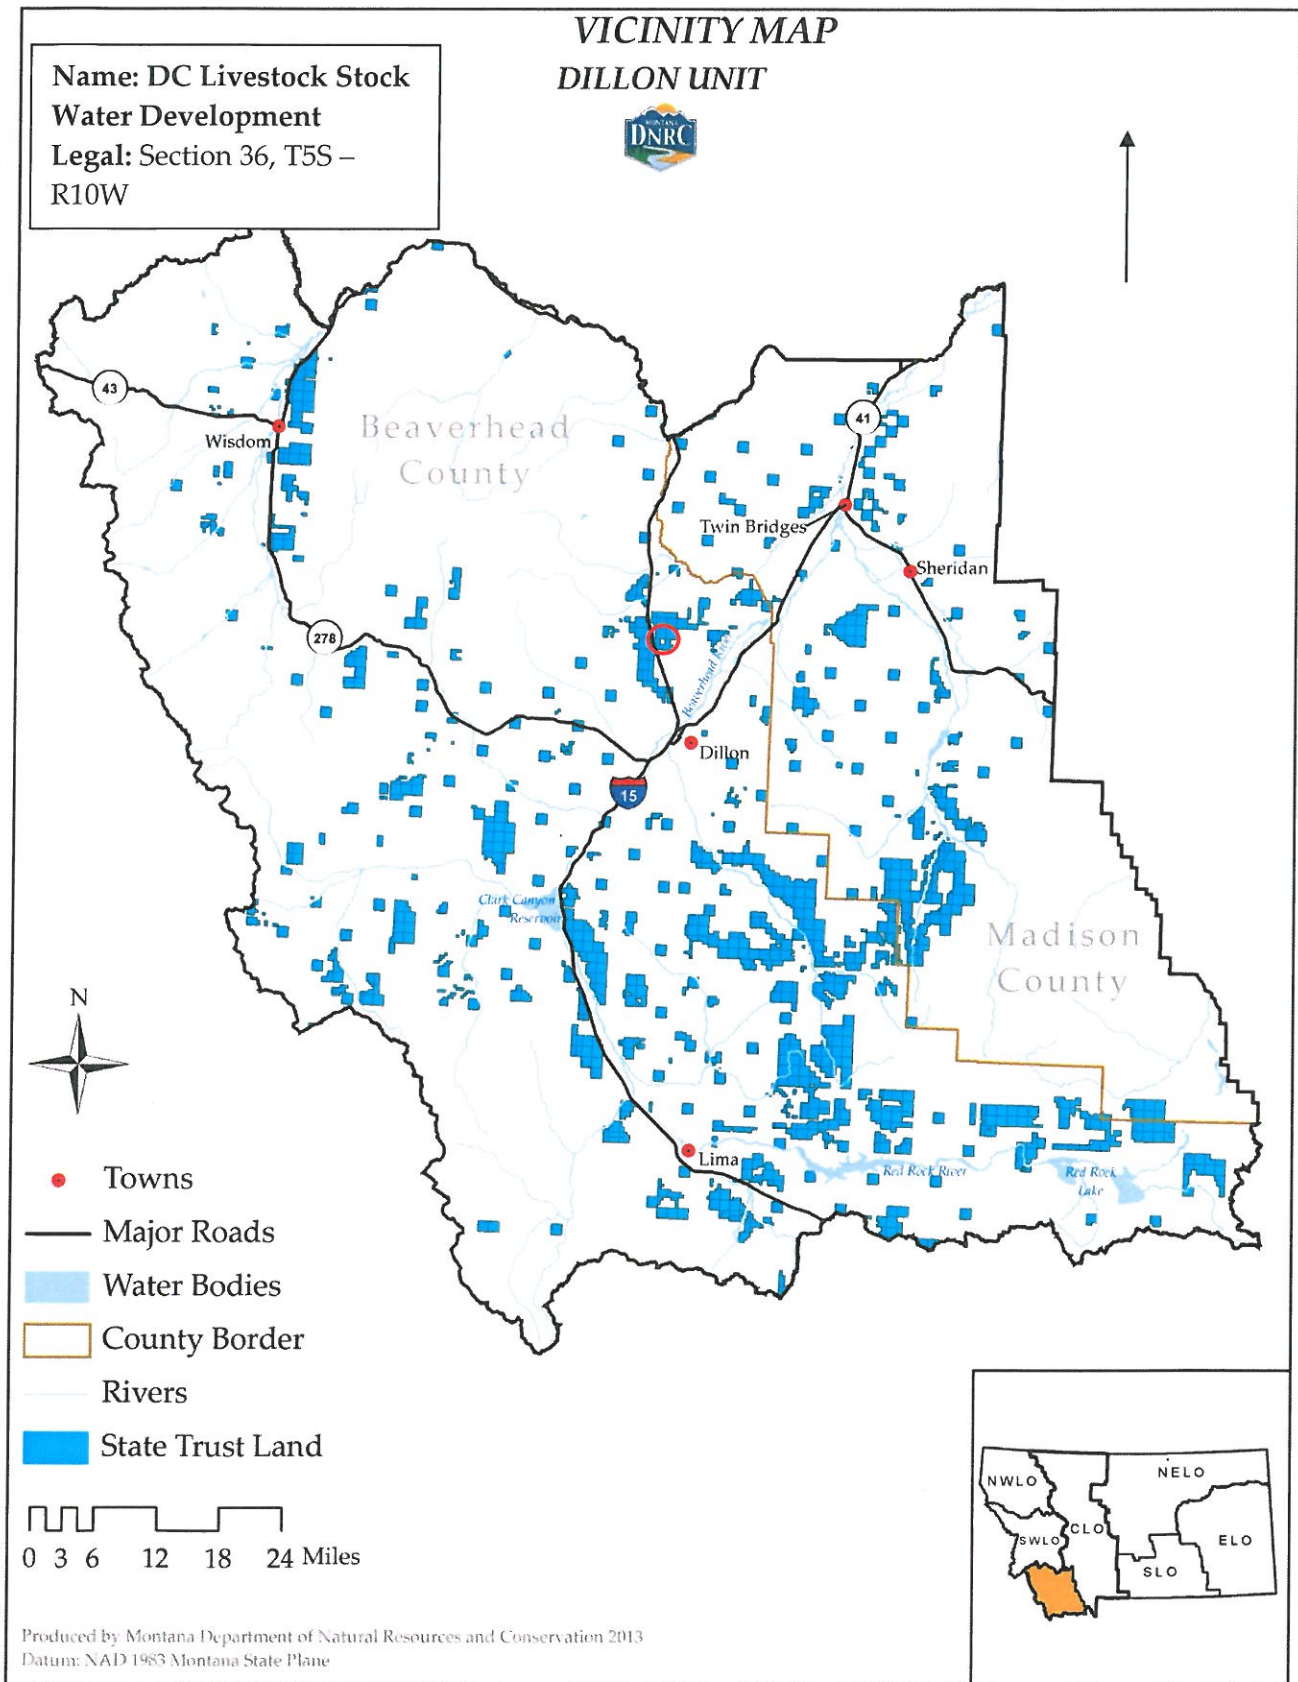 VICINITY MAP
DILLON UNIT
MONTANA
DNRC
Name: DC Livestock Stock
Water Development
Legal: Section 36, T5S –
R10W
43
Wisdom
Beaverhead
County
41
Twin Bridges
Sheridan
278
Beaverhead River
Dillon
15
Clark Canyon
Reservoir
Madison
County
N
Lima
Red Rock River
Red Rock
Lake
Towns
Major Roads
Water Bodies
County Border
Rivers
State Trust Land
0 3 6 12 18 24 Miles
NWLO
NELO
SWLO
CLO
ELO
SLO
Produced by Montana Department of Natural Resources and Conservation 2013
Datum: NAD 1983 Montana State Plane